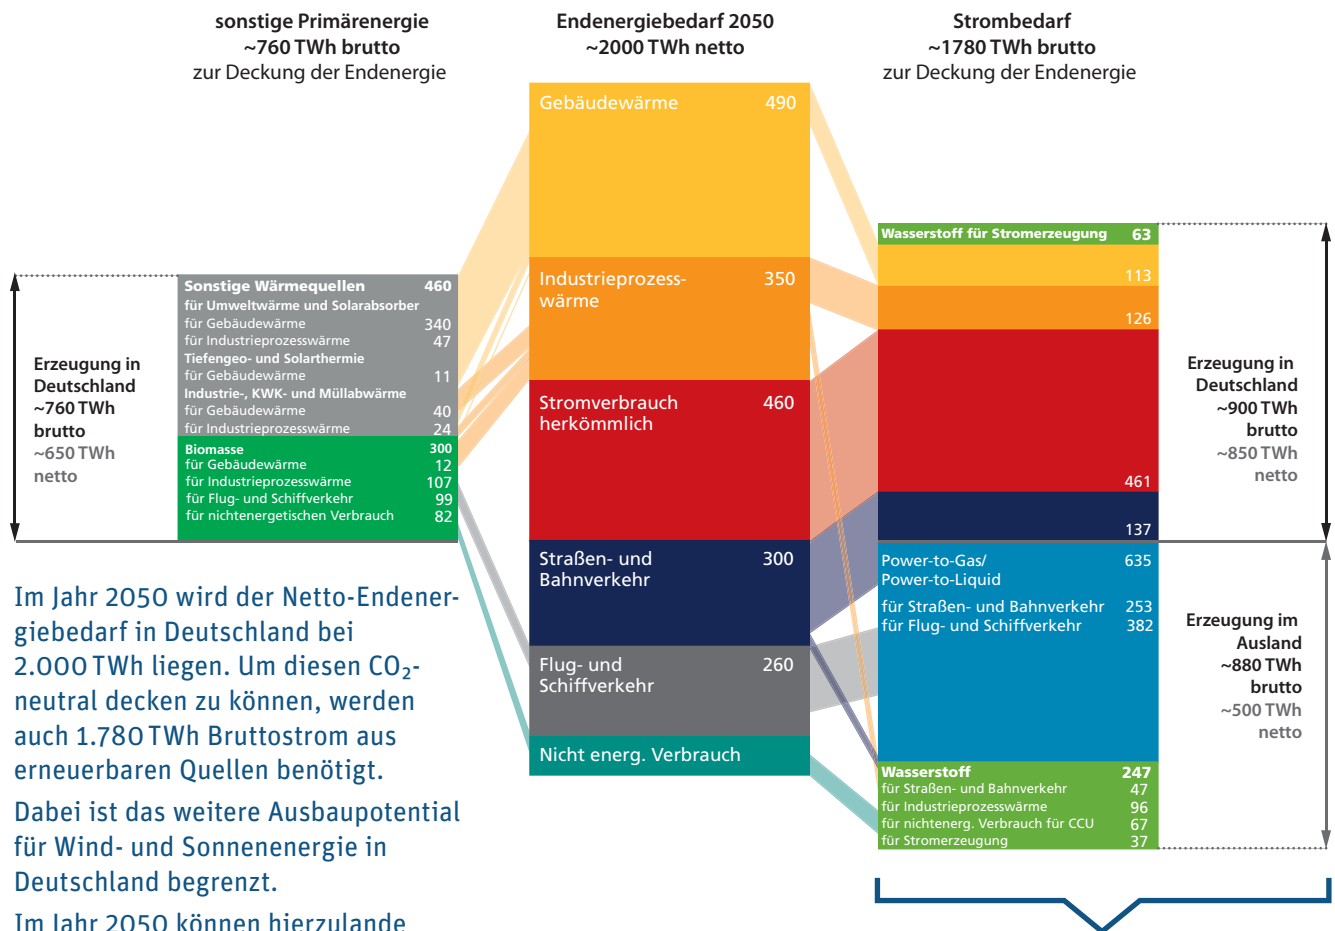 sonstige Primärenergie
~760 TWh brutto
zur Deckung der Endenergie
Endenergiebedarf 2050
~2000 TWh netto
Strombedarf
~1780 TWh brutto
zur Deckung der Endenergie
Erzeugung in
Deutschland
~760 TWh
brutto
~650 TWh
netto
Sonstige Wärmequellen 460
für Umweltwärme und Solarabsorber
für Gebäudewärme 340
für Industrieprozesswärme 47
Tiefengeo- und Solarthermie
für Gebäudewärme 11
Industrie-, KWK- und Müllabwärme
für Gebäudewärme 40
für Industrieprozesswärme 24
Biomasse 300
für Gebäudewärme 12
für Industrieprozesswärme 107
für Flug- und Schiffverkehr 99
für nichtenergetischen Verbrauch 82
Gebäudewärme 490
Industrieprozess- 350
wärme
Stromverbrauch 460
herkömmlich
Straßen- und 300
Bahnverkehr
Flug- und 260
Schiffverkehr
Nicht energ. Verbrauch
Wasserstoff für Stromerzeugung 63
113
126
461
137
Power-to-Gas/ 635
Power-to-Liquid
für Straßen- und Bahnverkehr 253
für Flug- und Schiffverkehr 382
Wasserstoff 247
für Straßen- und Bahnverkehr 47
für Industrieprozesswärme 96
für nichtenerg. Verbrauch für CCU 67
für Stromerzeugung 37
Erzeugung in
Deutschland
~900 TWh
brutto
~850 TWh
netto
Erzeugung im
Ausland
~880 TWh
brutto
~500 TWh
netto
Im Jahr 2050 wird der Netto-Endener-
giebedarf in Deutschland bei
2.000 TWh liegen. Um diesen CO₂-
neutral decken zu können, werden
auch 1.780 TWh Bruttostrom aus
erneuerbaren Quellen benötigt.
Dabei ist das weitere Ausbaupotential
für Wind- und Sonnenenergie in
Deutschland begrenzt.
Im Jahr 2050 können hierzulande